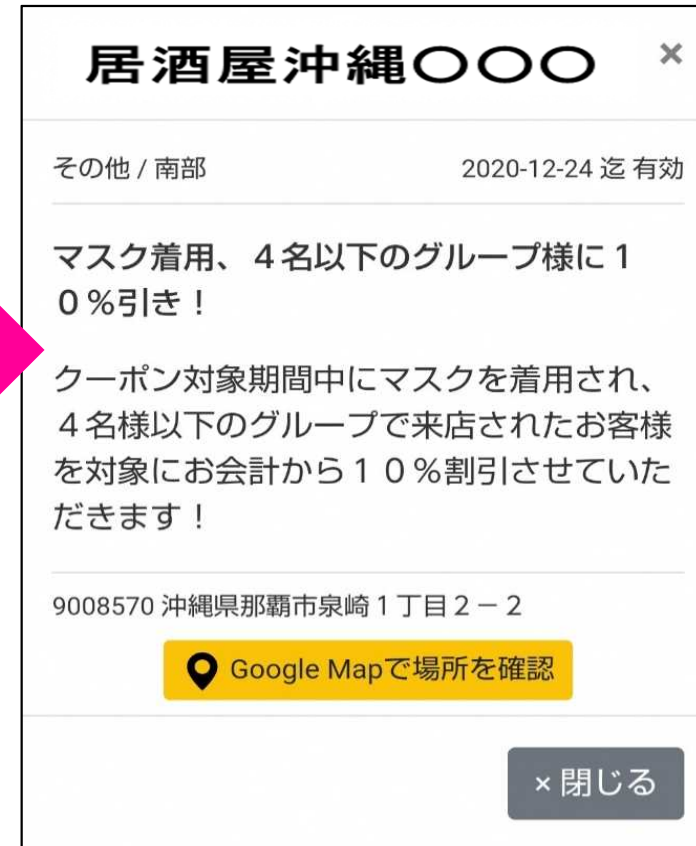 居酒屋沖縄〇〇〇 ×
その他 / 南部 2020-12-24 迄 有効
マスク着用、４名以下のグループ様に１
０％引き！
クーポン対象期間中にマスクを着用され、
４名様以下のグループで来店されたお客様
を対象にお会計から１０％割引させていた
だきます！
9008570 沖縄県那覇市泉崎１丁目２－２
Google Mapで場所を確認
× 閉じる